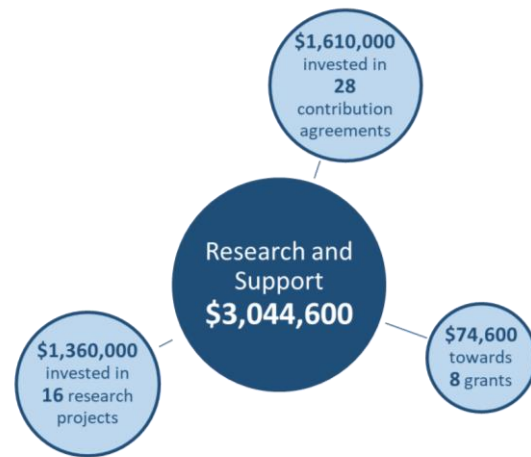 $1,610,000
invested in
28
contribution
agreements
Research and
Support
$3,044,600
$74,600
towards
8 grants
$1,360,000
invested in
16 research
projects